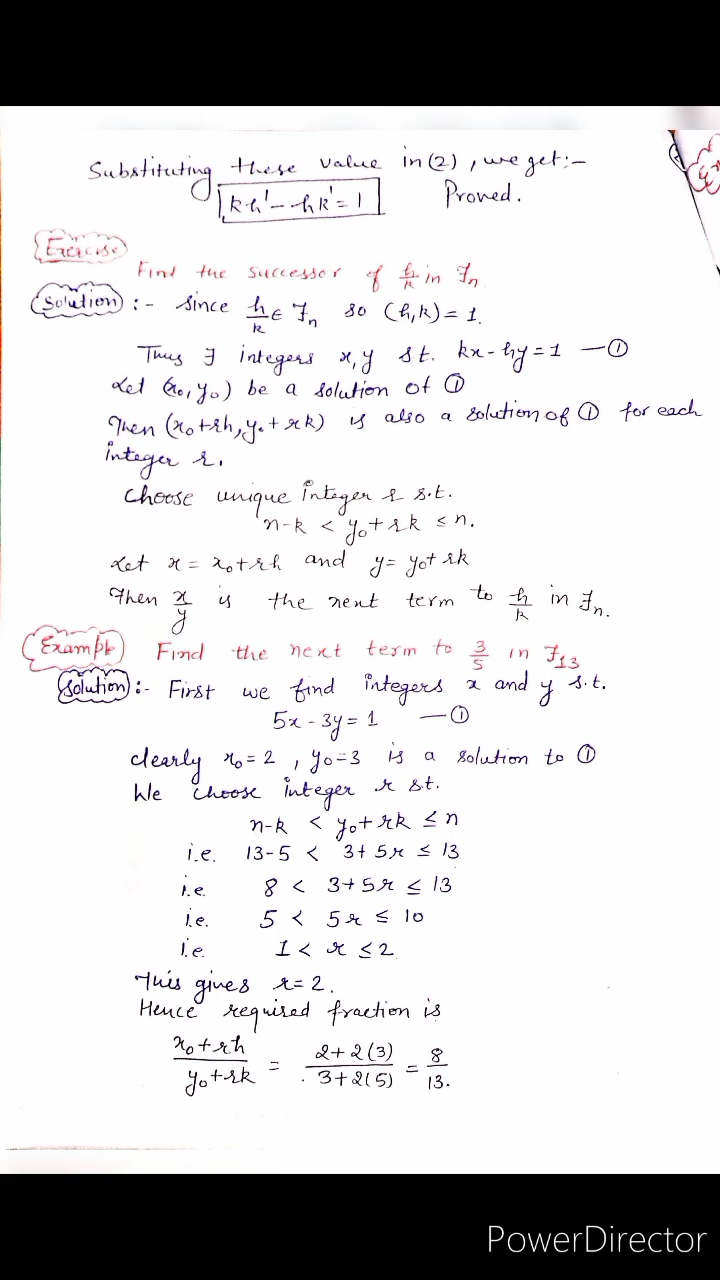 Substituting these value in (2), we get:-
kh' - hk' = 1 Proved.
Exercise
Find the successor of h/k in Fₙ
Solution :- Since h/k ∈ Fₙ so (h,k) = 1.
Thus ∃ integers x, y st. kx - hy = 1 —①
Let (x₀, y₀) be a solution of ①
Then (x₀+rh, y₀+rk) is also a solution of ① for each
integer r.
Choose unique integer r s.t.
n-k < y₀+rk ≤ n.
Let x = x₀+rh and y = y₀+rk
Then x/y is the next term to h/k in Fₙ.
Example Find the next term to 3/5 in F₁₃
Solution :- First we find integers x and y s.t.
5x - 3y = 1 —①
Clearly x₀ = 2, y₀ = 3 is a solution to ①
We choose integer r st.
n-k < y₀+rk ≤ n
i.e. 13-5 < 3+5r ≤ 13
i.e. 8 < 3+5r ≤ 13
i.e. 5 < 5r ≤ 10
i.e. 1 < r ≤ 2
This gives r = 2.
Hence required fraction is
(x₀+rh)/(y₀+rk) = (2+2(3))/(3+2(5)) = 8/13.
PowerDirector